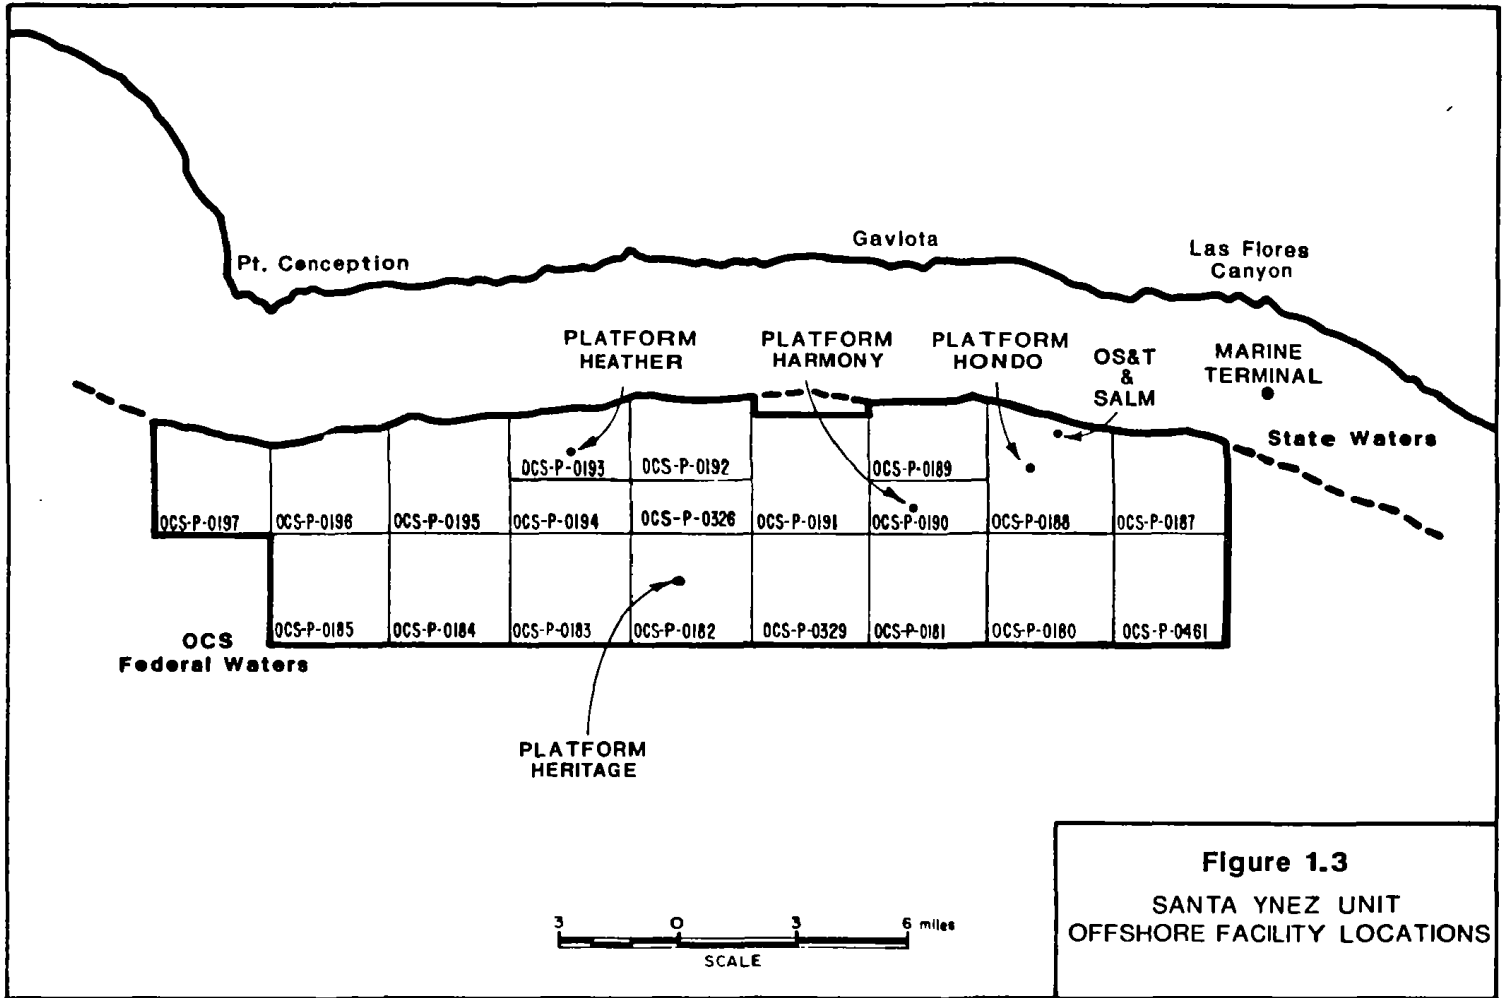 Gaviota
Pt. Conception
Las Flores
Canyon
PLATFORM
HEATHER
PLATFORM
HARMONY
PLATFORM
HONDO
OS&T
&
SALM
MARINE
TERMINAL
State Waters
OCS-P-0193
OCS-P-0192
OCS-P-0189
OCS-P-0197
OCS-P-0196
OCS-P-0195
OCS-P-0194
OCS-P-0326
OCS-P-0191
OCS-P-0190
OCS-P-0188
OCS-P-0187
OCS-P-0185
OCS-P-0184
OCS-P-0183
OCS-P-0182
OCS-P-0329
OCS-P-0181
OCS-P-0180
OCS-P-0461
OCS
Federal Waters
PLATFORM
HERITAGE
3 0 3 6 miles
SCALE
Figure 1.3
SANTA YNEZ UNIT
OFFSHORE FACILITY LOCATIONS